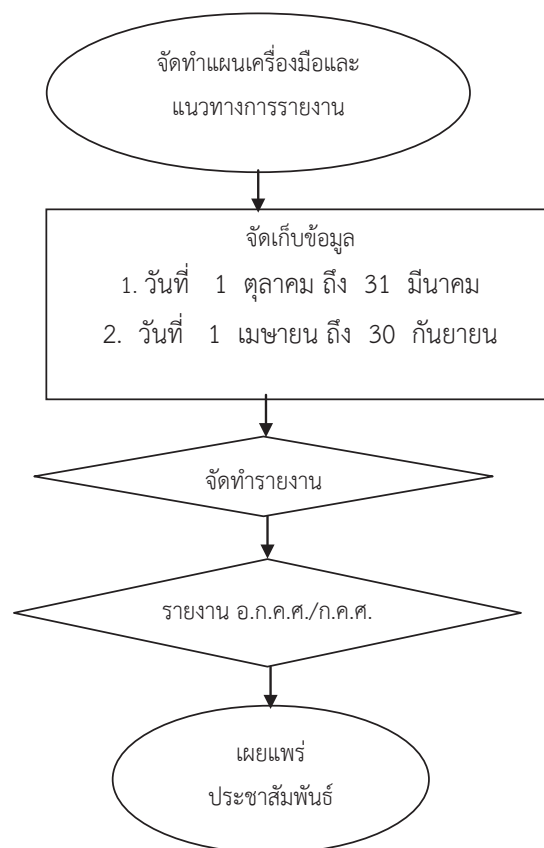 จัดทำแผนเครื่องมือและ
แนวทางการรายงาน
จัดเก็บข้อมูล
1. วันที่ 1 ตุลาคม ถึง 31 มีนาคม
2. วันที่ 1 เมษายน ถึง 30 กันยายน
จัดทำรายงาน
รายงาน อ.ก.ค.ศ./ก.ค.ศ.
เผยแพร่
ประชาสัมพันธ์